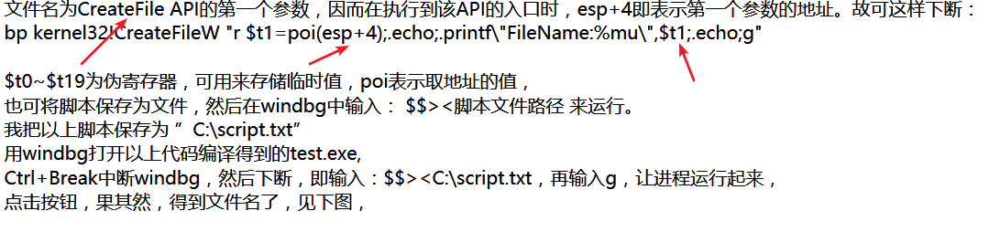 文件名为CreateFile API的第一个参数，因而在执行到该API的入口时，esp+4即表示第一个参数的地址。故可这样下断：
bp kernel32!CreateFileW "r $t1=poi(esp+4);.echo;.printf\"FileName:%mu\",$t1;.echo;g"
$t0~$t19为伪寄存器，可用来存储临时值，poi表示取地址的值，
也可将脚本保存为文件，然后在windbg中输入： $$><脚本文件路径 来运行。
我把以上脚本保存为 ”C:\script.txt”
用windbg打开以上代码编译得到的test.exe,
Ctrl+Break中断windbg，然后下断，即输入：$$><C:\script.txt，再输入g，让进程运行起来，
点击按钮，果其然，得到文件名了，见下图，